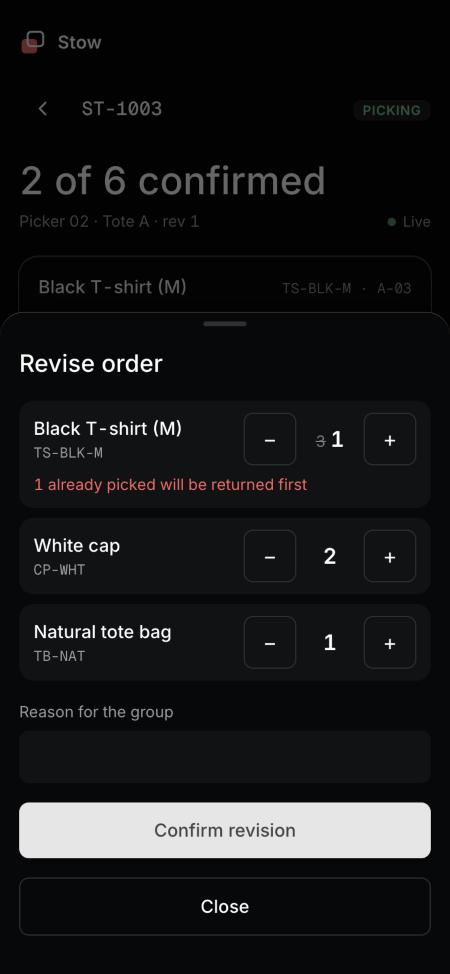 Stow
ST-1003 PICKING
2 of 6 confirmed
Picker 02 · Tote A · rev 1 Live
Black T-shirt (M) TS-BLK-M · A-03
Revise order
Black T-shirt (M)
TS-BLK-M
− 3 1 +
1 already picked will be returned first
White cap
CP-WHT
− 2 +
Natural tote bag
TB-NAT
− 1 +
Reason for the group
Confirm revision
Close